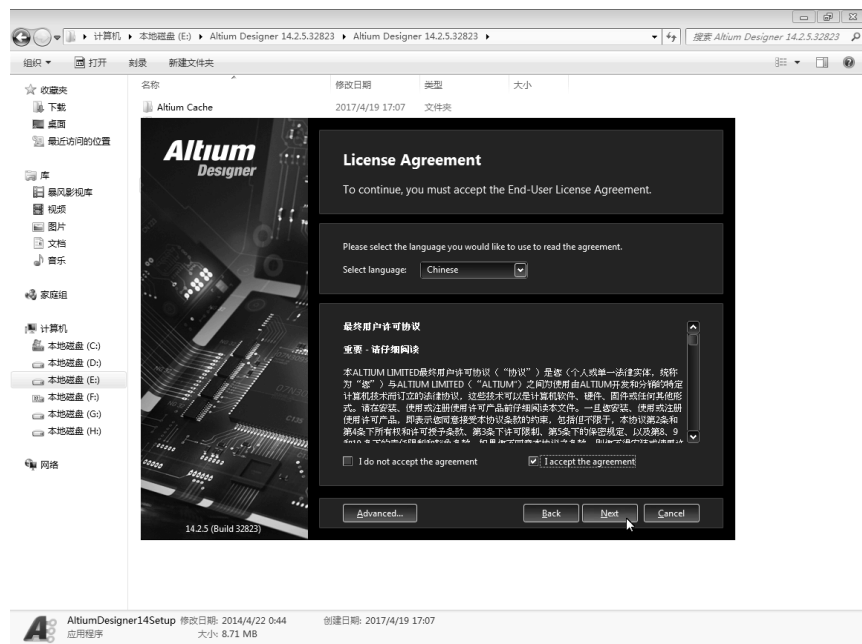 计算机 ▸ 本地磁盘 (E:) ▸ Altium Designer 14.2.5.32823 ▸ Altium Designer 14.2.5.32823 ▸
搜索 Altium Designer 14.2.5.32823
组织 打开 刻录 新建文件夹
名称 修改日期 类型 大小
收藏夹
下载
桌面
最近访问的位置
库
暴风影视库
视频
图片
文档
音乐
家庭组
计算机
本地磁盘 (C:)
本地磁盘 (D:)
本地磁盘 (E:)
本地磁盘 (F:)
本地磁盘 (G:)
本地磁盘 (H:)
网络
Altium Cache 2017/4/19 17:07 文件夹
Altium
Designer
14.2.5 (Build 32823)
License Agreement
To continue, you must accept the End-User License Agreement.
Please select the language you would like to use to read the agreement.
Select language: Chinese
最终用户许可协议
重要 - 请仔细阅读
本ALTIUM LIMITED最终用户许可协议（“协议”）是您（个人或单一法律实体，统称
为“您”）与ALTIUM LIMITED（“ALTIUM”）之间为使用由ALTIUM开发和分销的特定
计算机技术而订立的法律协议，这些技术可以是计算机软件、硬件、固件或任何其他形
式。请在安装、使用或注册使用许可产品前仔细阅读本文件。一旦您安装、使用或注册
使用许可产品，即表示您同意接受本协议条款的约束，包括但不限于，本协议第2条和
第4条下所有权和许可授予条款、第3条下许可限制、第5条下的保密规定、以及第8、9
I do not accept the agreement
I accept the agreement
Advanced... Back Next Cancel
AltiumDesigner14Setup 修改日期: 2014/4/22 0:44 创建日期: 2017/4/19 17:07
应用程序 大小: 8.71 MB